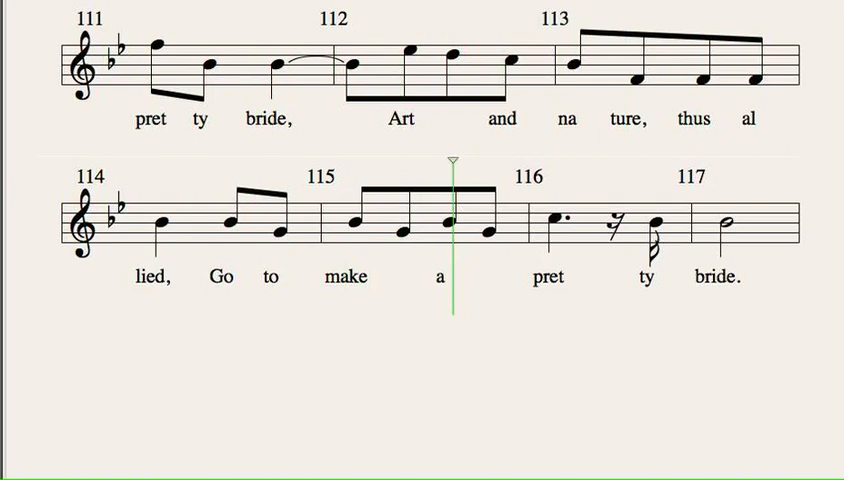 111 112 113
pret ty bride, Art and na ture, thus al
114 115 116 117
lied, Go to make a pret ty bride.